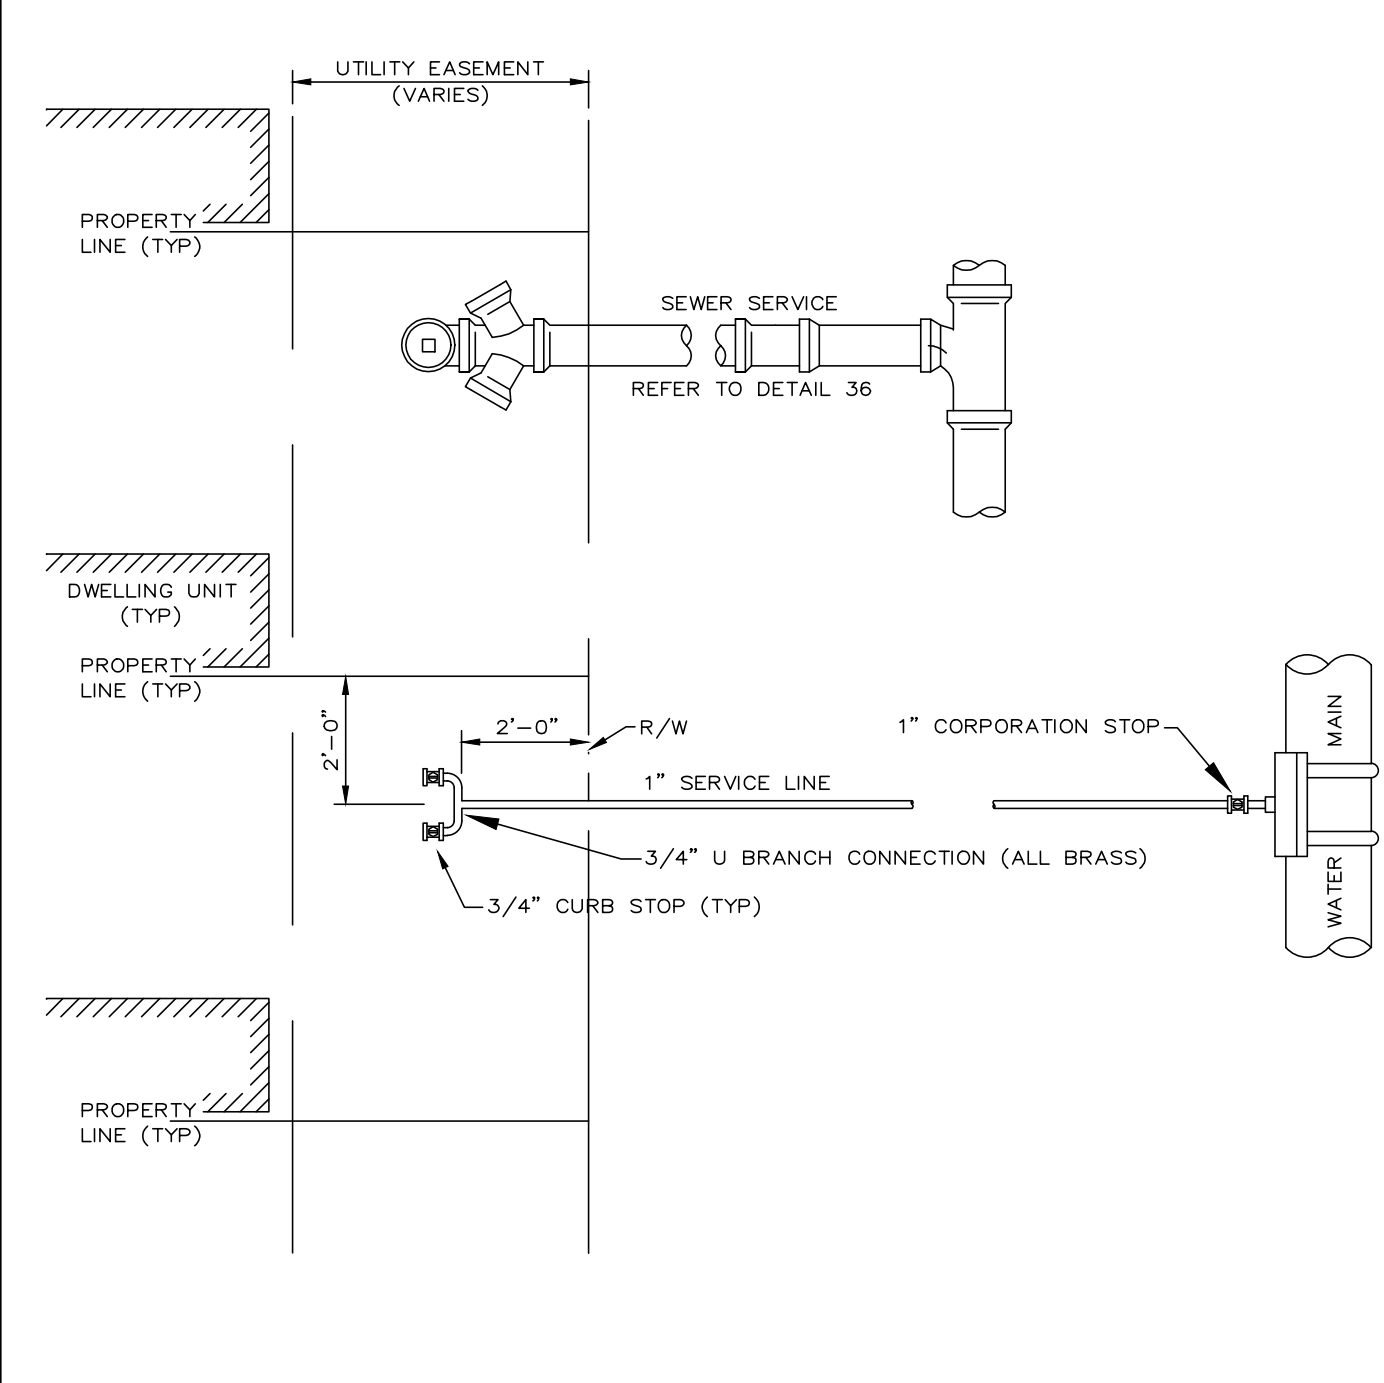 UTILITY EASEMENT
(VARIES)
PROPERTY
LINE (TYP)
SEWER SERVICE
REFER TO DETAIL 36
DWELLING UNIT
(TYP)
PROPERTY
LINE (TYP)
2'-0"
2'-0"
R/W
1" CORPORATION STOP
MAIN
1" SERVICE LINE
3/4" U BRANCH CONNECTION (ALL BRASS)
WATER
3/4" CURB STOP (TYP)
PROPERTY
LINE (TYP)